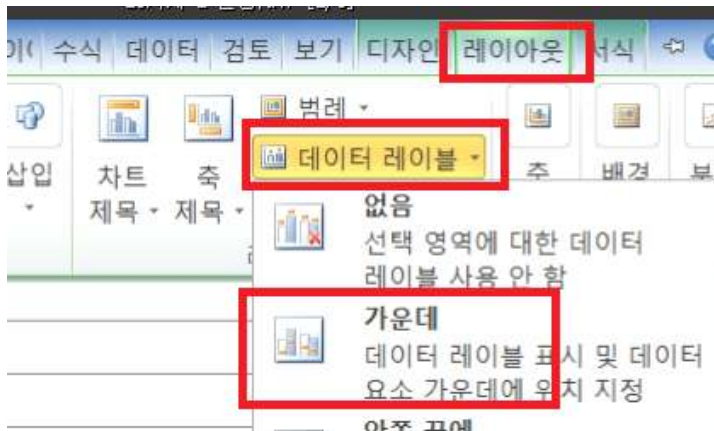 수식 데이터 검토 보기 디자인 레이아웃 서식
삽입
차트
제목
축
제목
범례
데이터 레이블
축
배경
없음
선택 영역에 대한 데이터
레이블 사용 안 함
가운데
데이터 레이블 표시 및 데이터
요소 가운데에 위치 지정
안쪽 끝에